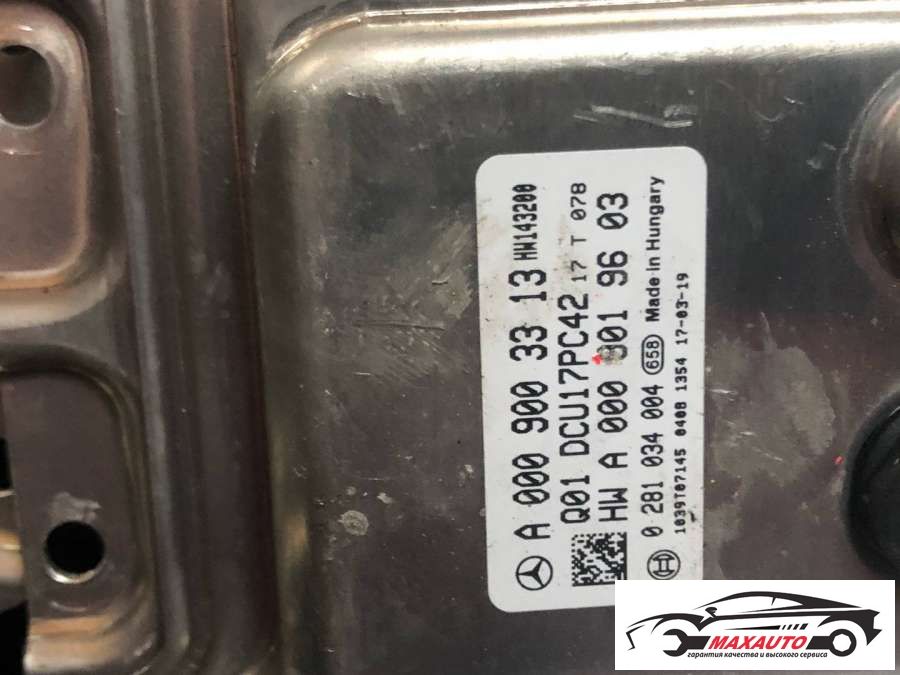 A 000 900 33 13 HW143200
Q01 DCU17PC42 17 T 078
HW A 000 901 96 03
0 281 034 004 658 Made in Hungary
1039T07145 0408 1354 17-03-19
MAXAUTO
гарантия качества и высокого сервиса